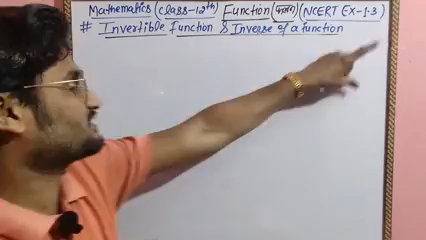 Mathematics (Class-12th) Function (फलन) (NCERT EX-1.3)
# Invertible Function & Inverse of a function